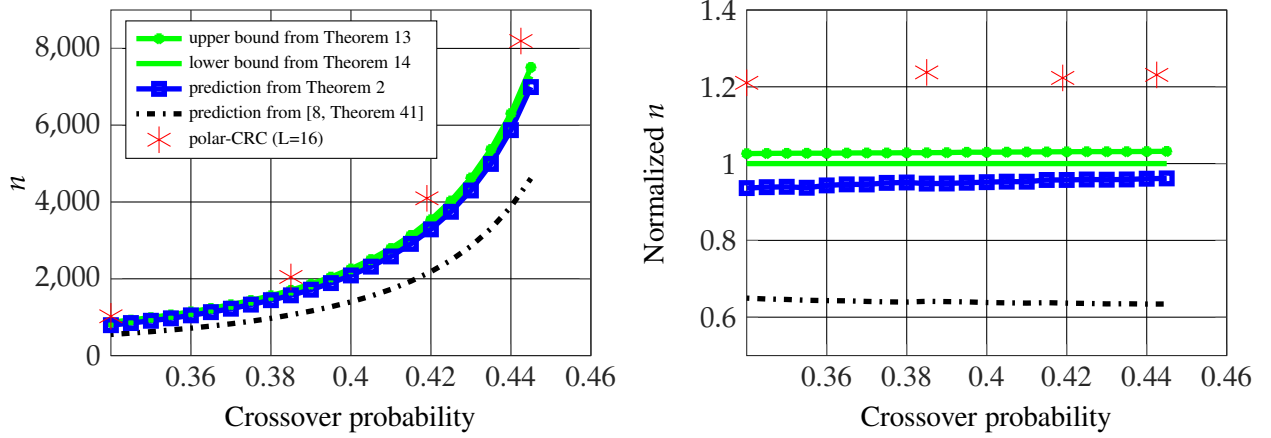 8,000
6,000
4,000
2,000
0
n
upper bound from Theorem 13
lower bound from Theorem 14
prediction from Theorem 2
prediction from [8, Theorem 41]
polar-CRC (L=16)
0.36
0.38
0.4
0.42
0.44
0.46
Crossover probability
1.4
1.2
1
0.8
0.6
Normalized n
0.36
0.38
0.40
0.42
0.44
0.46
Crossover probability